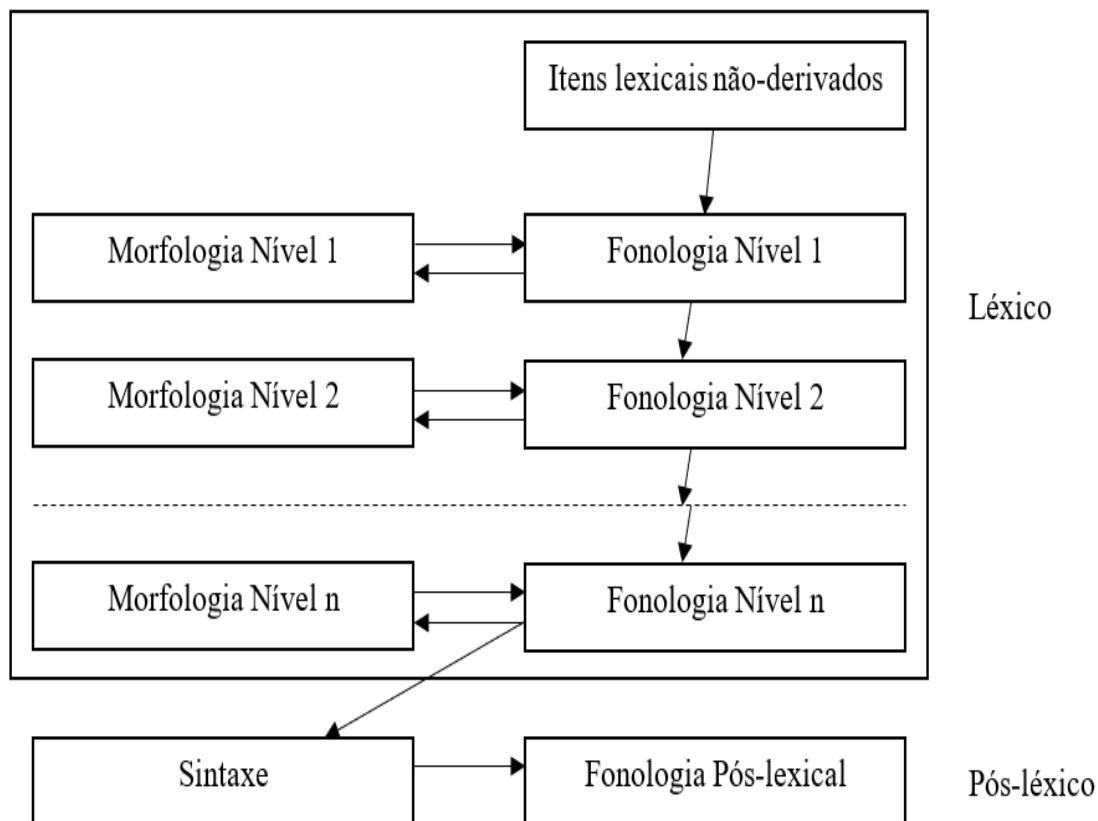 Itens lexicais não-derivados
Morfologia Nível 1
Fonologia Nível 1
Léxico
Morfologia Nível 2
Fonologia Nível 2
Morfologia Nível n
Fonologia Nível n
Sintaxe
Fonologia Pós-lexical
Pós-léxico